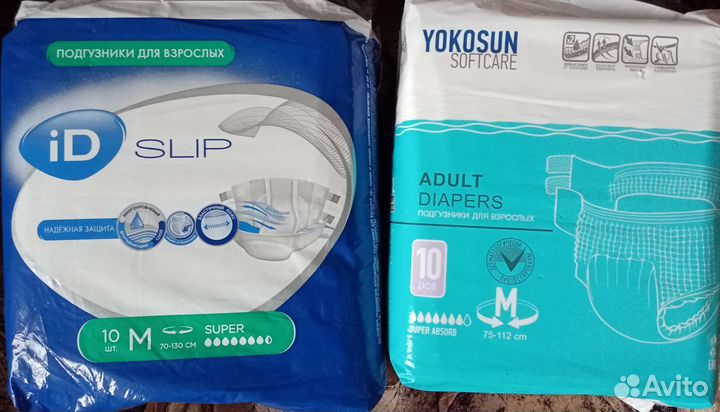 ПОДГУЗНИКИ ДЛЯ ВЗРОСЛЫХ
iD SLIP
НАДЁЖНАЯ ЗАЩИТА
10 ШТ. M 70-130 CM SUPER
YOKOSUN
SOFTCARE
ADULT
DIAPERS
ПОДГУЗНИКИ ДЛЯ ВЗРОСЛЫХ
10 pcs
SUPER ABSORB
M
75-112 cm
Avito